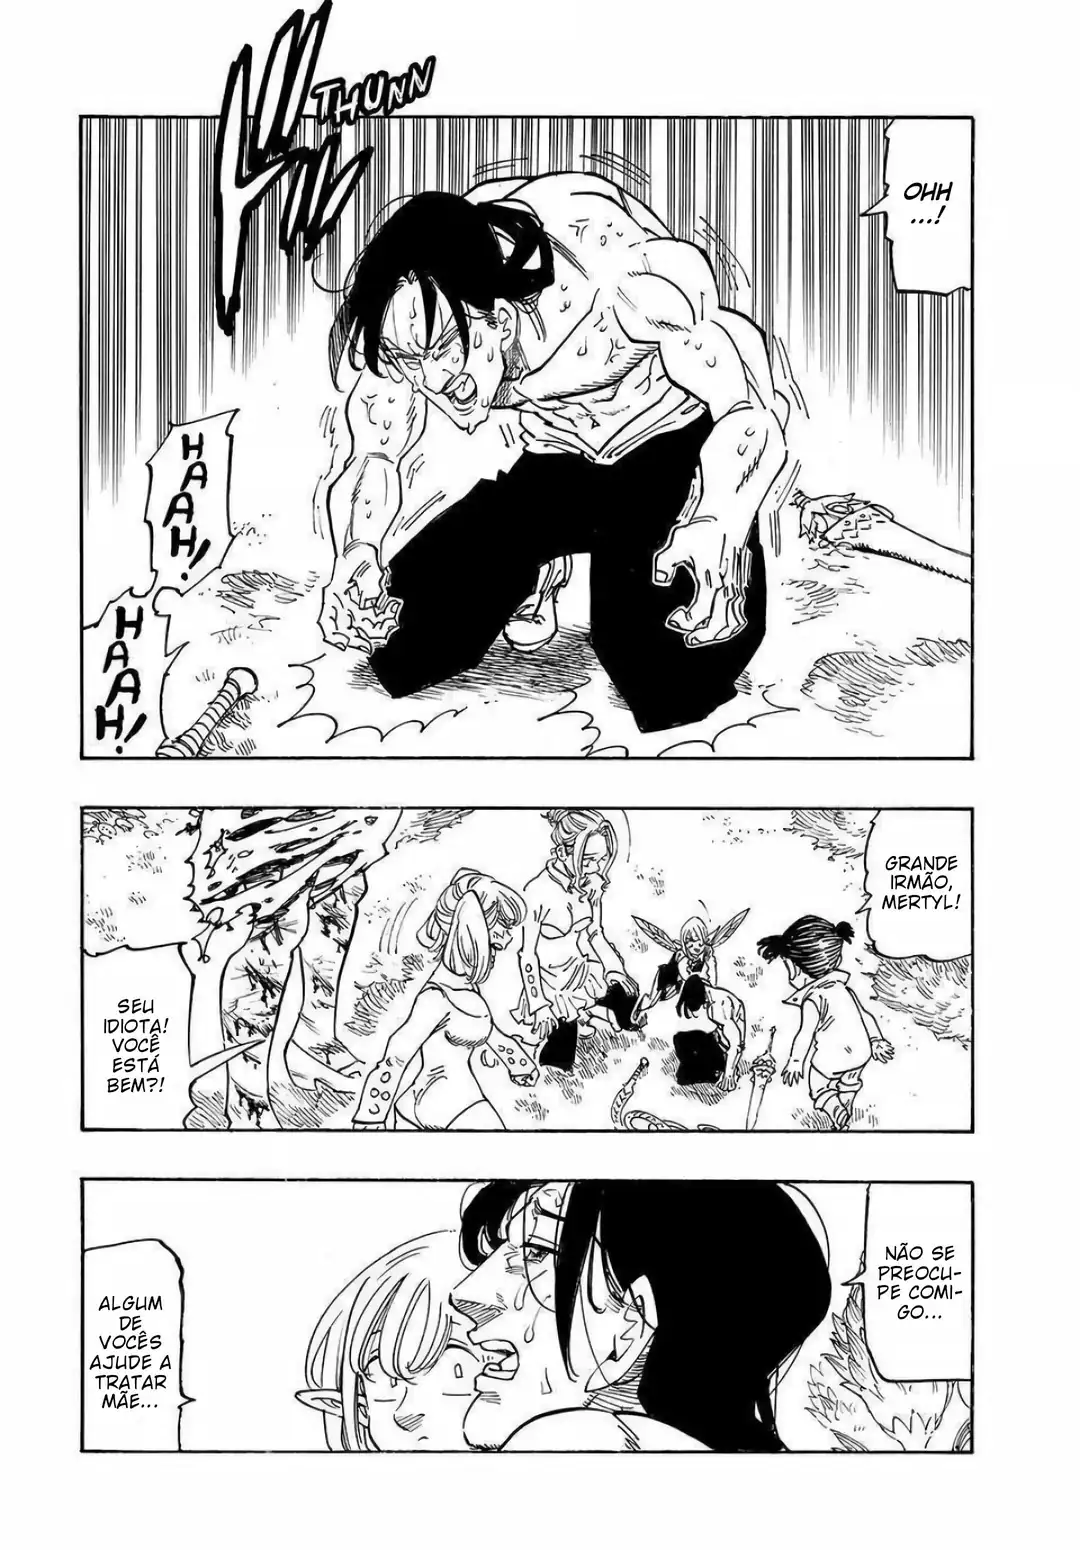 THUNN
OHH
...!
HAAH!
HAAH!
GRANDE
IRMÃO,
MERTYL!
SEU
IDIOTA!
VOCÊ
ESTÁ
BEM?!
NÃO SE
PREOCU-
PE COMI-
GO...
ALGUM
DE
VOCÊS
AJUDE A
TRATAR
MÃE...